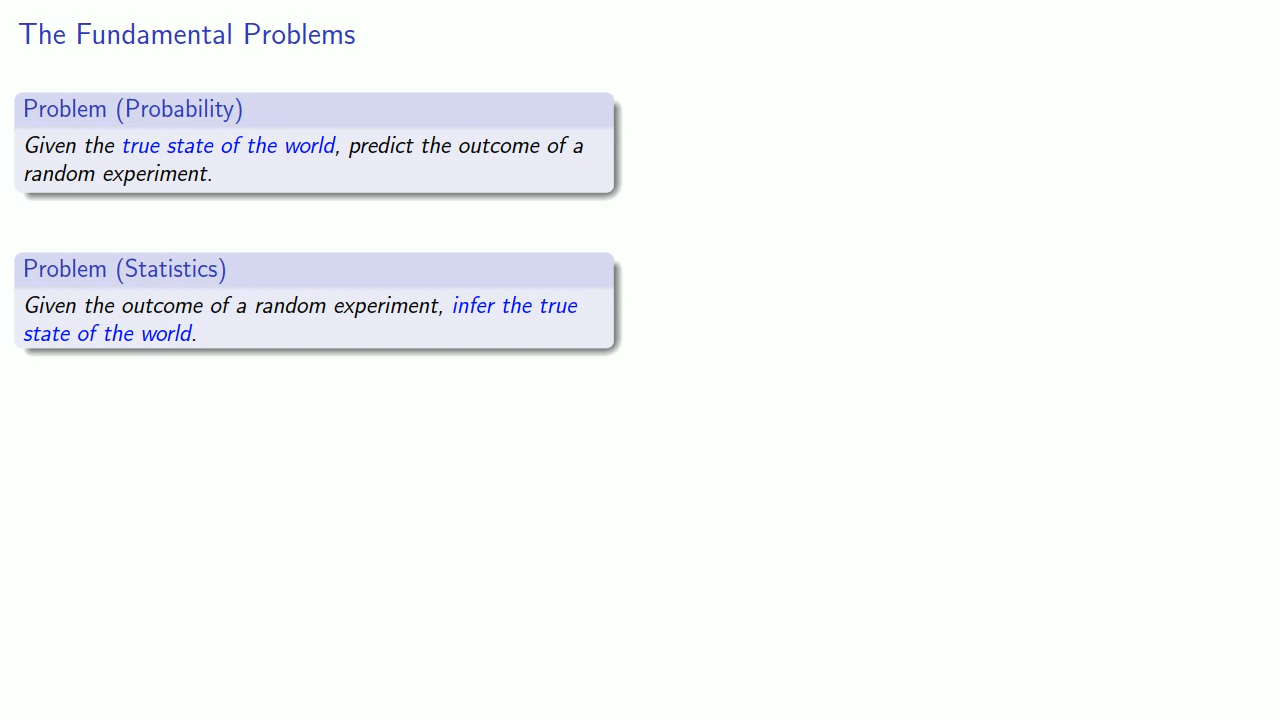 The Fundamental Problems
Problem (Probability)
Given the true state of the world, predict the outcome of a
random experiment.
Problem (Statistics)
Given the outcome of a random experiment, infer the true
state of the world.